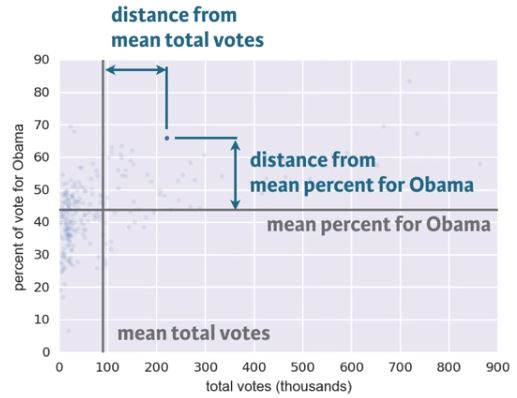 distance from
mean total votes
90
80
70
60
50
40
30
20
10
0
percent of vote for Obama
distance from
mean percent for Obama
mean percent for Obama
mean total votes
0 100 200 300 400 500 600 700 800 900
total votes (thousands)